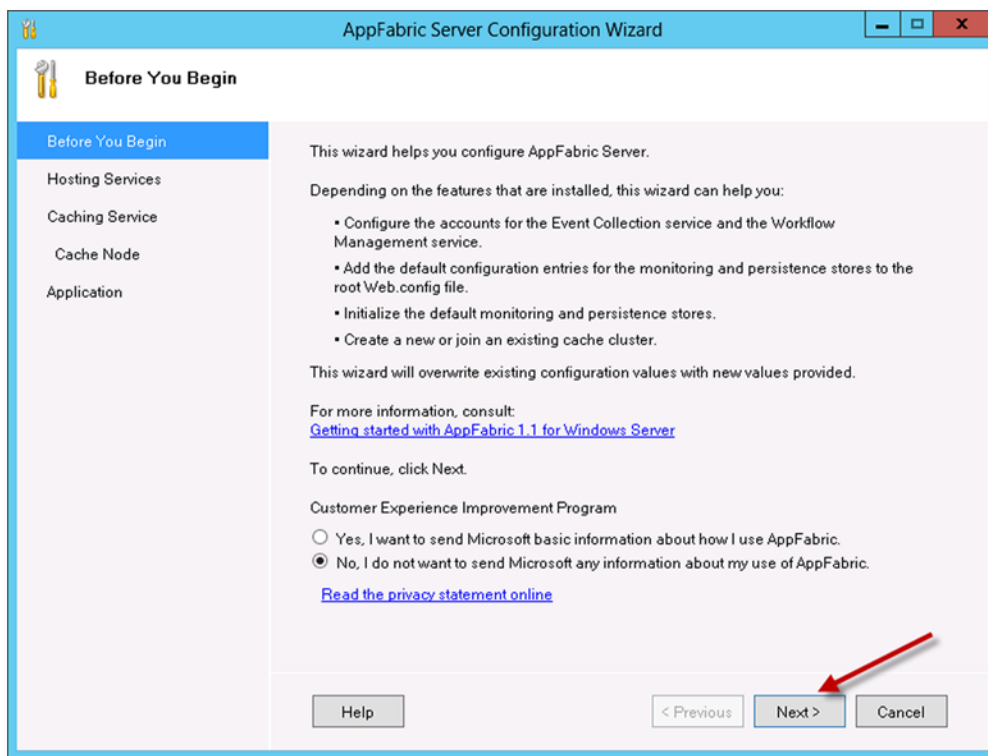 AppFabric Server Configuration Wizard
Before You Begin
Before You Begin
Hosting Services
Caching Service
Cache Node
Application
This wizard helps you configure AppFabric Server.
Depending on the features that are installed, this wizard can help you:
▪ Configure the accounts for the Event Collection service and the Workflow
Management service.
▪ Add the default configuration entries for the monitoring and persistence stores to the
root Web.config file.
▪ Initialize the default monitoring and persistence stores.
▪ Create a new or join an existing cache cluster.
This wizard will overwrite existing configuration values with new values provided.
For more information, consult:
Getting started with AppFabric 1.1 for Windows Server
To continue, click Next.
Customer Experience Improvement Program
Yes, I want to send Microsoft basic information about how I use AppFabric.
No, I do not want to send Microsoft any information about my use of AppFabric.
Read the privacy statement online
Help
< Previous
Next >
Cancel